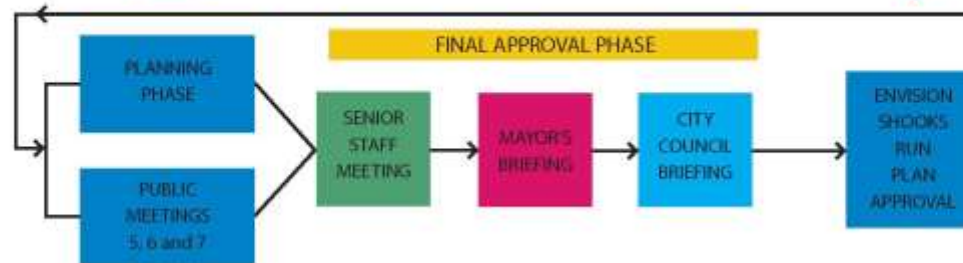 FINAL APPROVAL PHASE
PLANNING
PHASE
PUBLIC
MEETINGS
5, 6 and 7
SENIOR
STAFF
MEETING
MAYOR'S
BRIEFING
CITY
COUNCIL
BRIEFING
ENVISION
SHOOKS
RUN
PLAN
APPROVAL